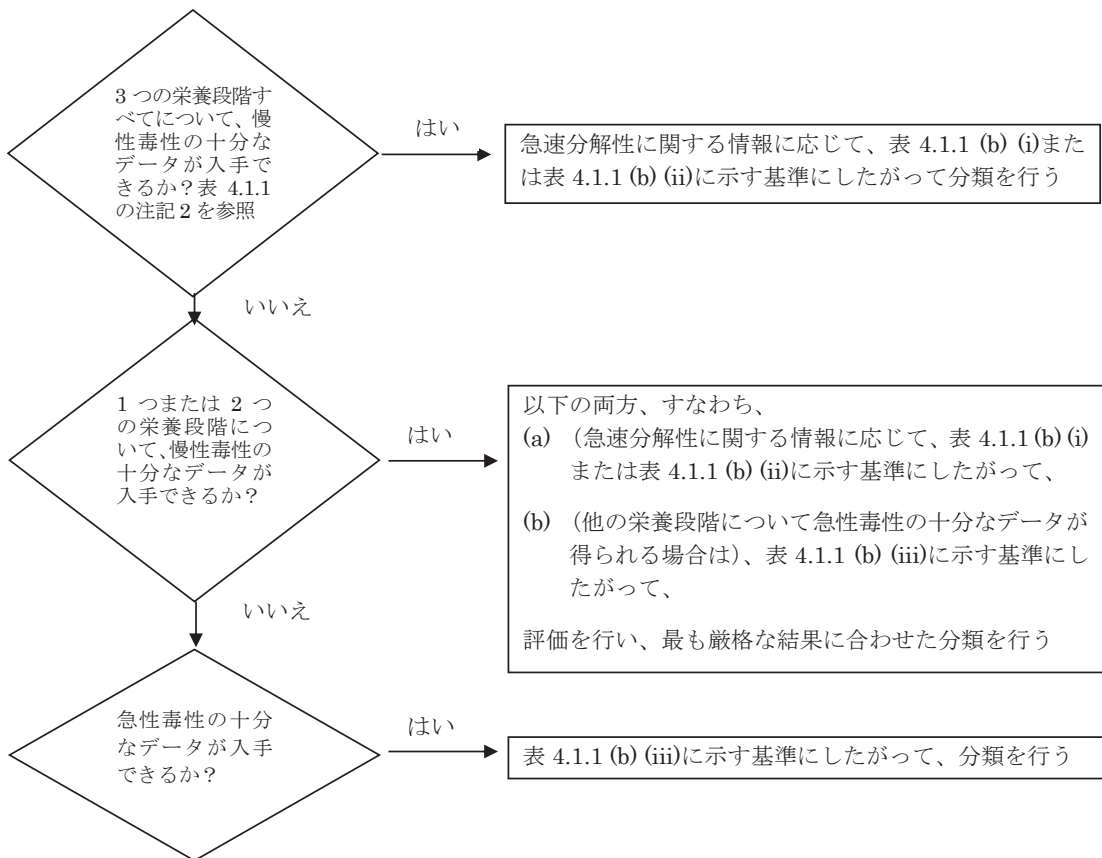 3 つの栄養段階す
べてについて、慢
性毒性の十分な
データが入手で
きるか？表 4.1.1
の注記 2 を参照
はい
急速分解性に関する情報に応じて、表 4.1.1 (b) (i)また
は表 4.1.1 (b) (ii)に示す基準にしたがって分類を行う
いいえ
1 つまたは 2 つ
の栄養段階につ
いて、慢性毒性の
十分なデータが
入手できるか？
はい
以下の両方、すなわち、
(a) （急速分解性に関する情報に応じて、表 4.1.1 (b) (i)
または表 4.1.1 (b) (ii)に示す基準にしたがって、
(b) （他の栄養段階について急性毒性の十分なデータが
得られる場合は）、表 4.1.1 (b) (iii)に示す基準にし
たがって、
評価を行い、最も厳格な結果に合わせた分類を行う
いいえ
急性毒性の十分
なデータが入手
できるか？
はい
表 4.1.1 (b) (iii)に示す基準にしたがって、分類を行う